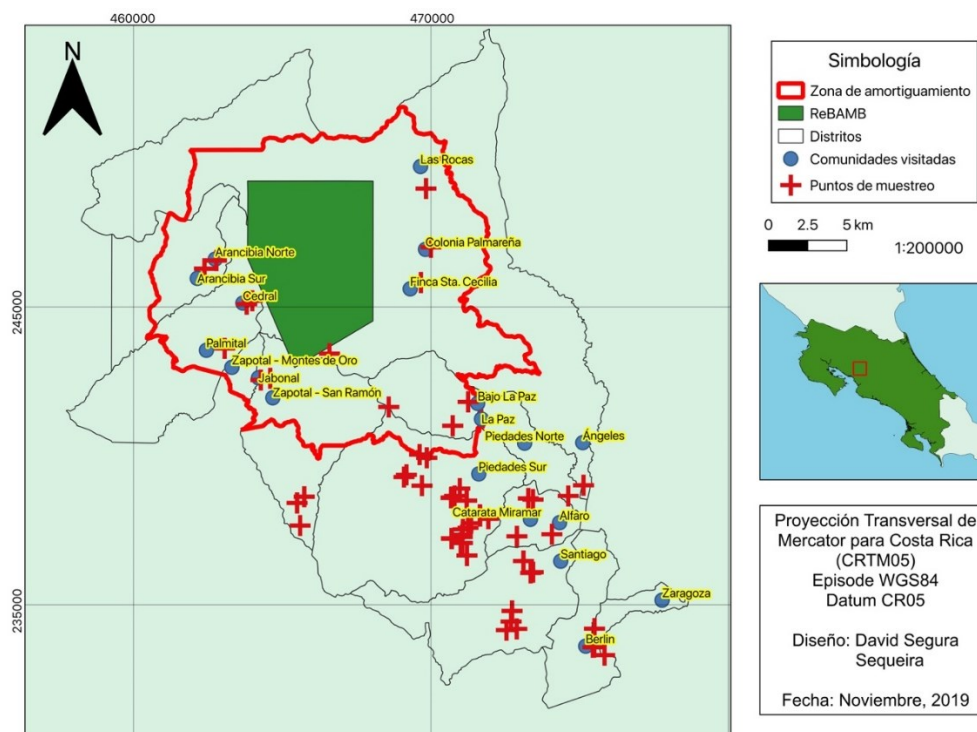 460000
470000
N
245000
235000
Las Rocas
Colonia Palmareña
Arancibia Norte
Arancibia Sur
Finca Sta. Cecilia
Cedral
Palmital
Zapotal - Montes de Oro
Jabonal
Zapotal - San Ramón
Bajo La Paz
La Paz
Piedades Norte
Ángeles
Piedades Sur
Catarata Miramar
Alfaro
Santiago
Zaragoza
Berlin
Simbología
Zona de amortiguamiento
ReBAMB
Distritos
Comunidades visitadas
Puntos de muestreo
0 2.5 5 km
1:200000
Proyección Transversal de
Mercator para Costa Rica
(CRTM05)
Episode WGS84
Datum CR05
Diseño: David Segura
Sequeira
Fecha: Noviembre, 2019